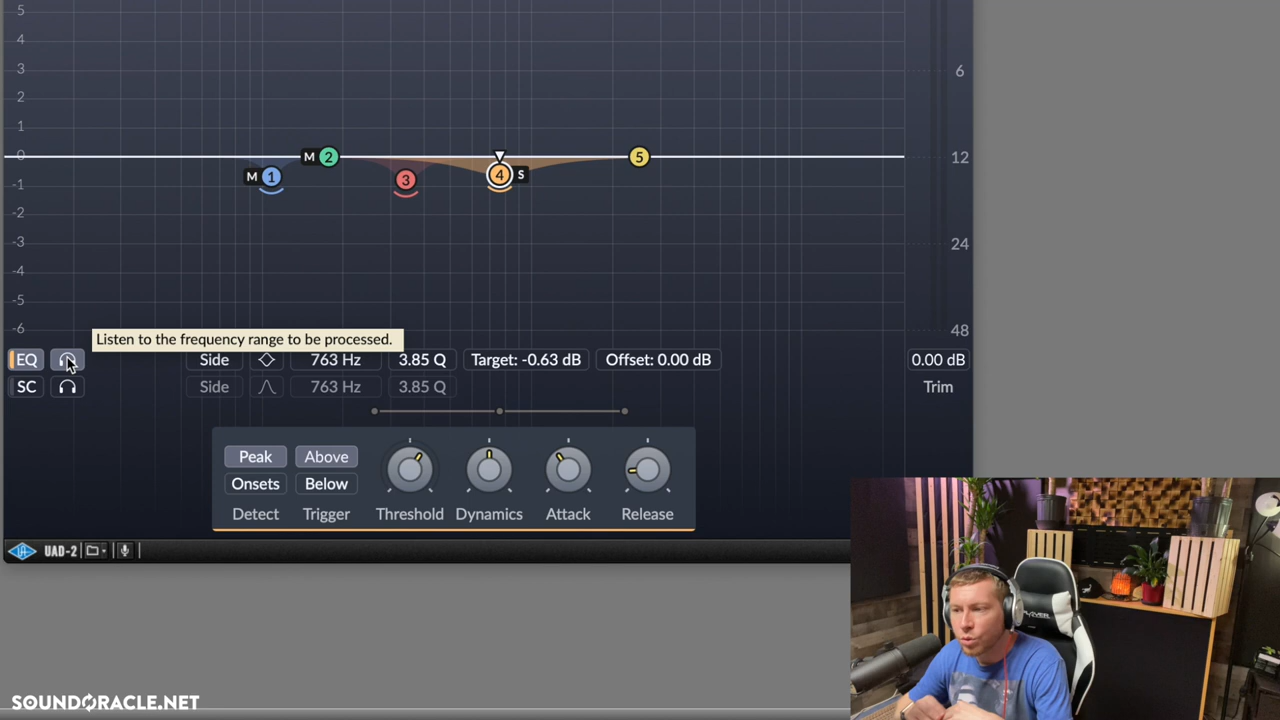 5
4
3
2
1
0
-1
-2
-3
-4
-5
-6
6
12
24
48
M 1
M 2
3
4 S
5
Listen to the frequency range to be processed.
EQ Side 763 Hz 3.85 Q Target: -0.63 dB Offset: 0.00 dB 0.00 dB
SC Side 763 Hz 3.85 Q Trim
Peak Above
Onsets Below
Detect Trigger Threshold Dynamics Attack Release
UAD-2
SOUNDORACLE.NET